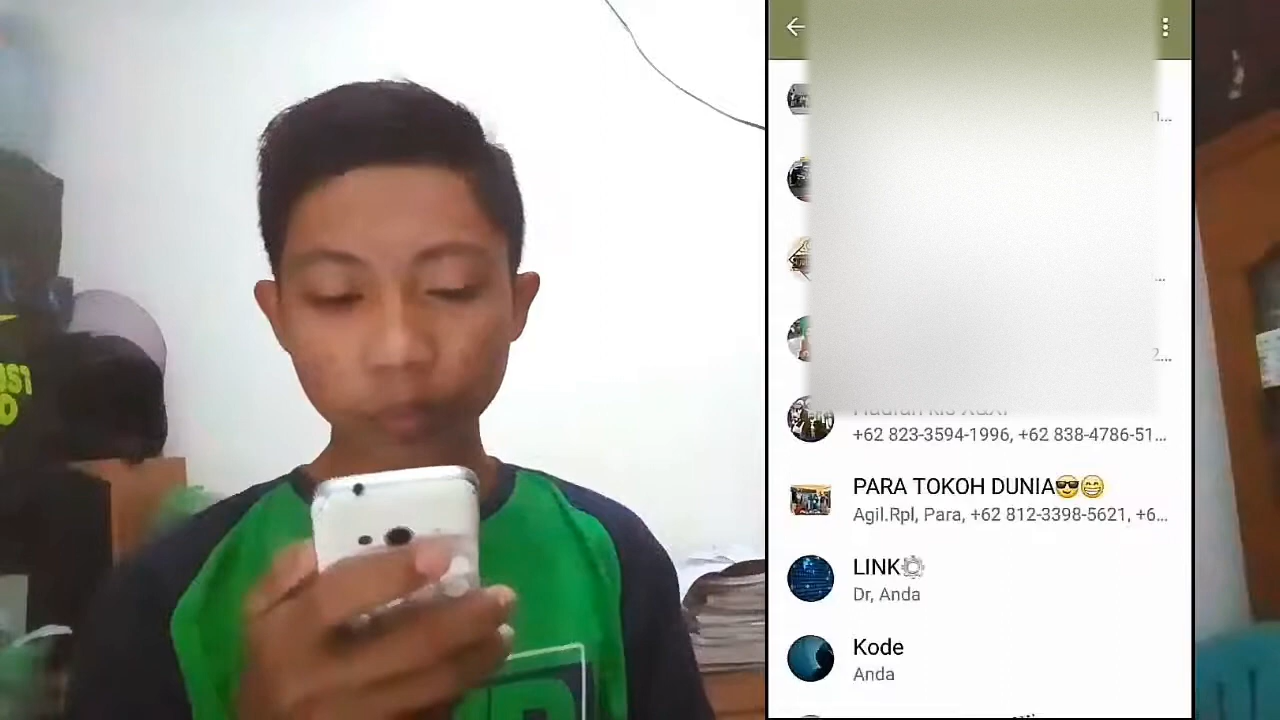 +62 823-3594-1996, +62 838-4786-51...
PARA TOKOH DUNIA😎😁
Agil.Rpl, Para, +62 812-3398-5621, +6...
LINK⚙️
Dr, Anda
Kode
Anda